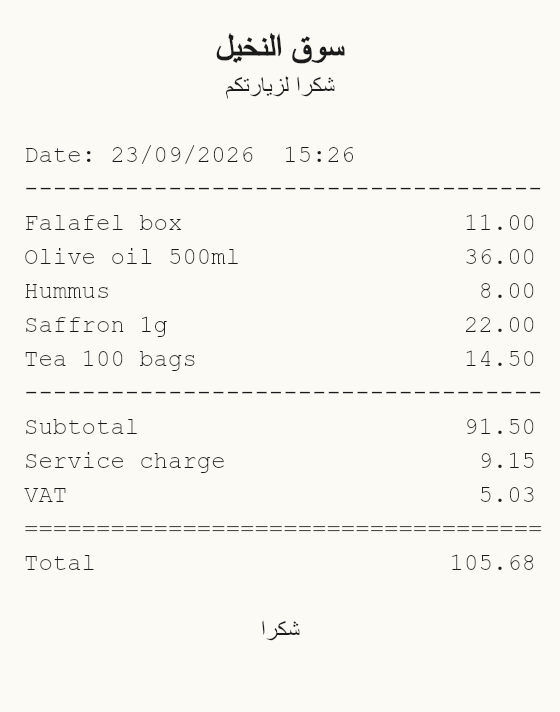 سوق النخيل
شكرا لزيارتكم
Date: 23/09/2026  15:26
------------------------------------
Falafel box 11.00
Olive oil 500ml 36.00
Hummus 8.00
Saffron 1g 22.00
Tea 100 bags 14.50
------------------------------------
Subtotal 91.50
Service charge 9.15
VAT 5.03
====================================
Total 105.68
شكرا